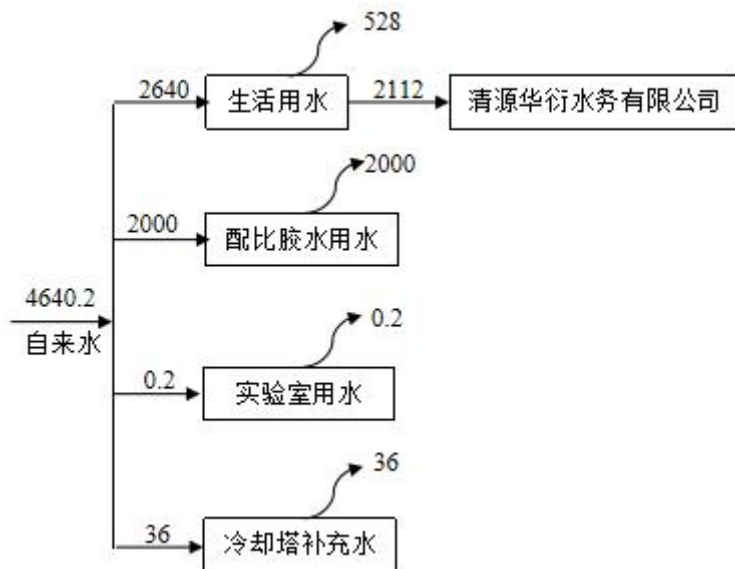 528
2640
生活用水
2112
清源华衍水务有限公司
2000
2000
配比胶水用水
4640.2
自来水
0.2
0.2
实验室用水
36
36
冷却塔补充水